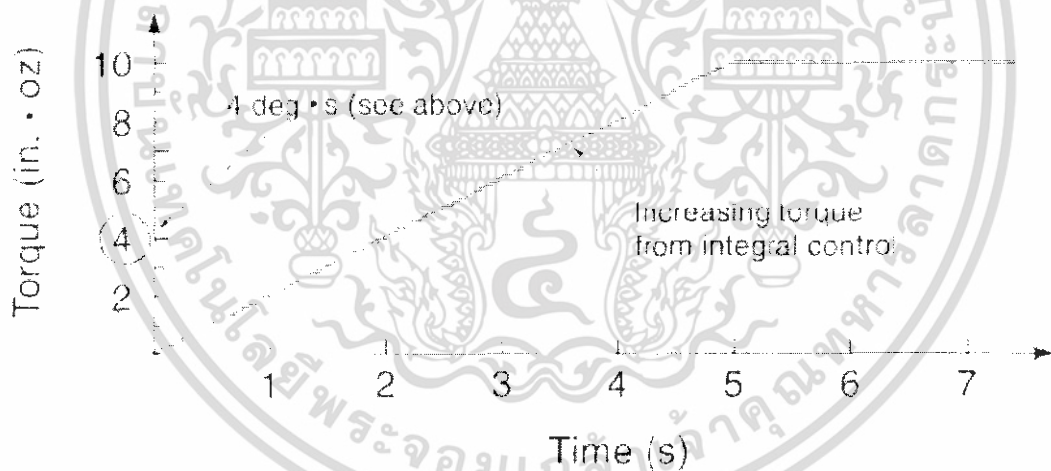 Torque (in. • oz)
10
8
6
4
2
4 deg • s (see above)
Increasing torque
from integral control
1 2 3 4 5 6 7
Time (s)